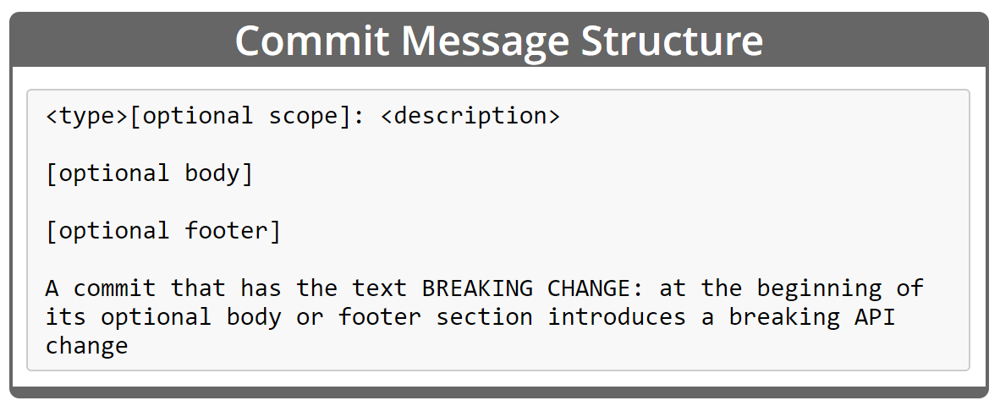 Commit Message Structure
<type>[optional scope]: <description>
[optional body]
[optional footer]
A commit that has the text BREAKING CHANGE: at the beginning of
its optional body or footer section introduces a breaking API
change